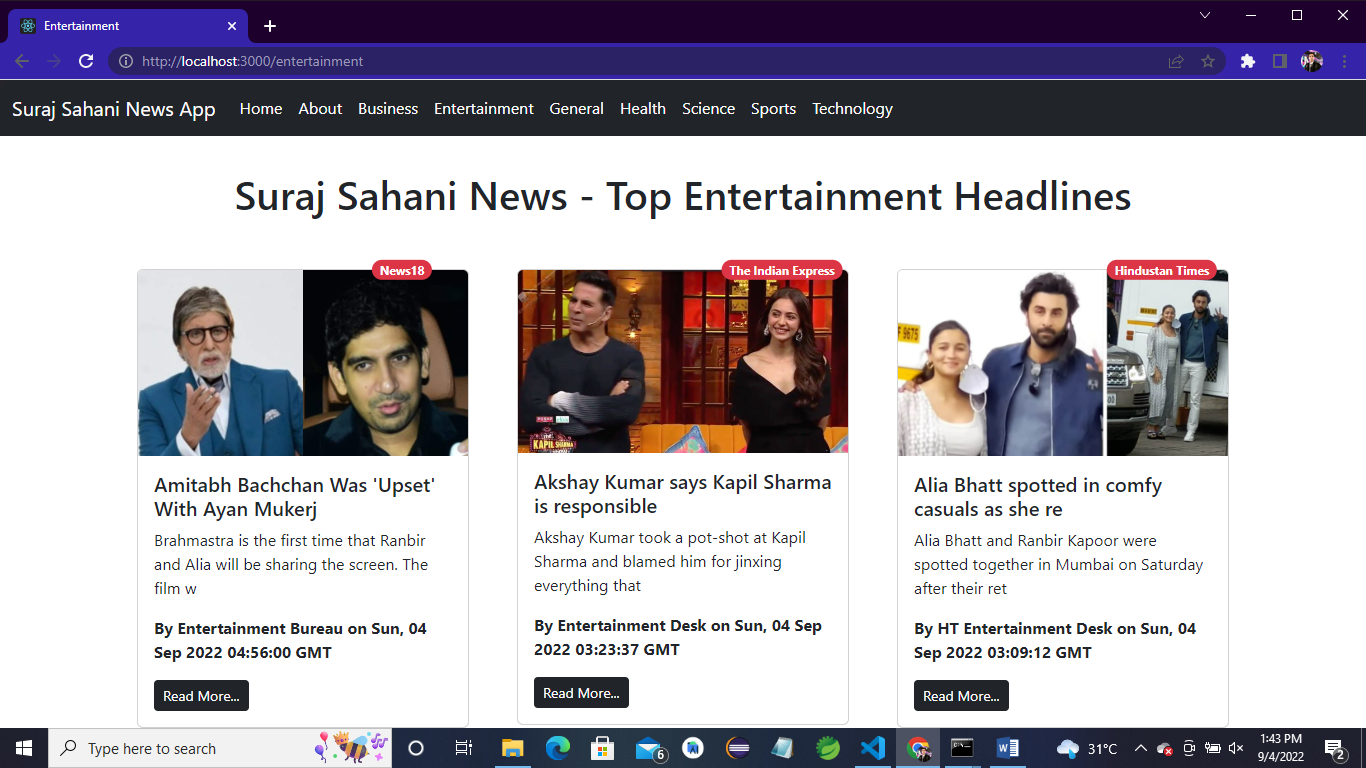 Entertainment
http://localhost:3000/entertainment
Suraj Sahani News App Home About Business Entertainment General Health Science Sports Technology
Suraj Sahani News - Top Entertainment Headlines
News18
The Indian Express
Hindustan Times
F 9675
KAPIL SHARMA
Amitabh Bachchan Was 'Upset'
With Ayan Mukerj
Brahmastra is the first time that Ranbir
and Alia will be sharing the screen. The
film w
By Entertainment Bureau on Sun, 04
Sep 2022 04:56:00 GMT
Read More...
Akshay Kumar says Kapil Sharma
is responsible
Akshay Kumar took a pot-shot at Kapil
Sharma and blamed him for jinxing
everything that
By Entertainment Desk on Sun, 04 Sep
2022 03:23:37 GMT
Read More...
Alia Bhatt spotted in comfy
casuals as she re
Alia Bhatt and Ranbir Kapoor were
spotted together in Mumbai on Saturday
after their ret
By HT Entertainment Desk on Sun, 04
Sep 2022 03:09:12 GMT
Read More...
Type here to search
6
31°C
1:43 PM
9/4/2022
2